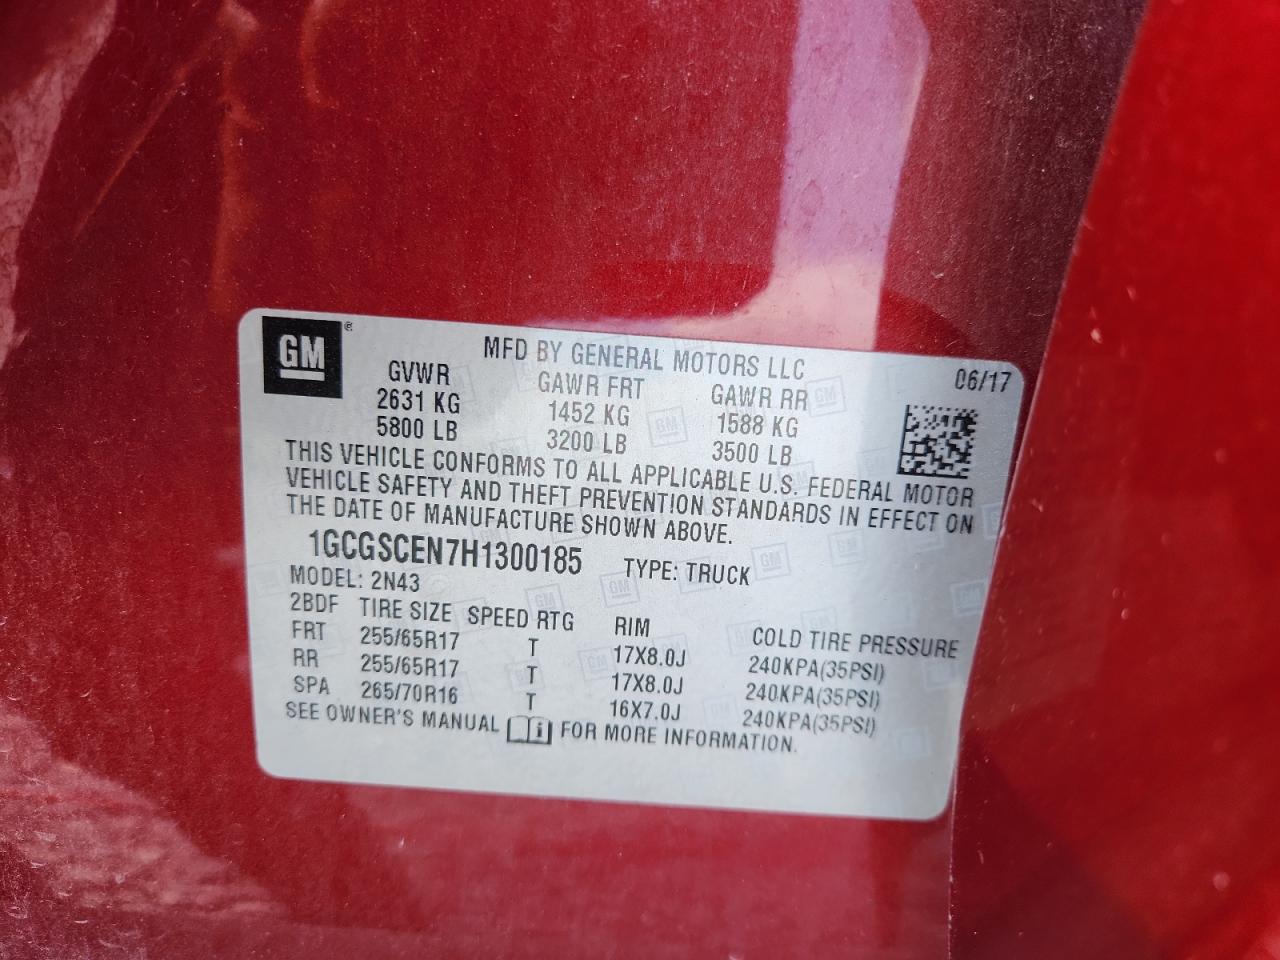 GM®
MFD BY GENERAL MOTORS LLC
06/17
GVWR GAWR FRT GAWR RR
2631 KG 1452 KG 1588 KG
5800 LB 3200 LB 3500 LB
THIS VEHICLE CONFORMS TO ALL APPLICABLE U.S. FEDERAL MOTOR
VEHICLE SAFETY AND THEFT PREVENTION STANDARDS IN EFFECT ON
THE DATE OF MANUFACTURE SHOWN ABOVE.
1GCGSCEN7H1300185 TYPE: TRUCK
MODEL: 2N43
2BDF TIRE SIZE SPEED RTG RIM COLD TIRE PRESSURE
FRT 255/65R17 T 17X8.0J 240KPA(35PSI)
RR 255/65R17 T 17X8.0J 240KPA(35PSI)
SPA 265/70R16 T 16X7.0J 240KPA(35PSI)
SEE OWNER'S MANUAL i FOR MORE INFORMATION.